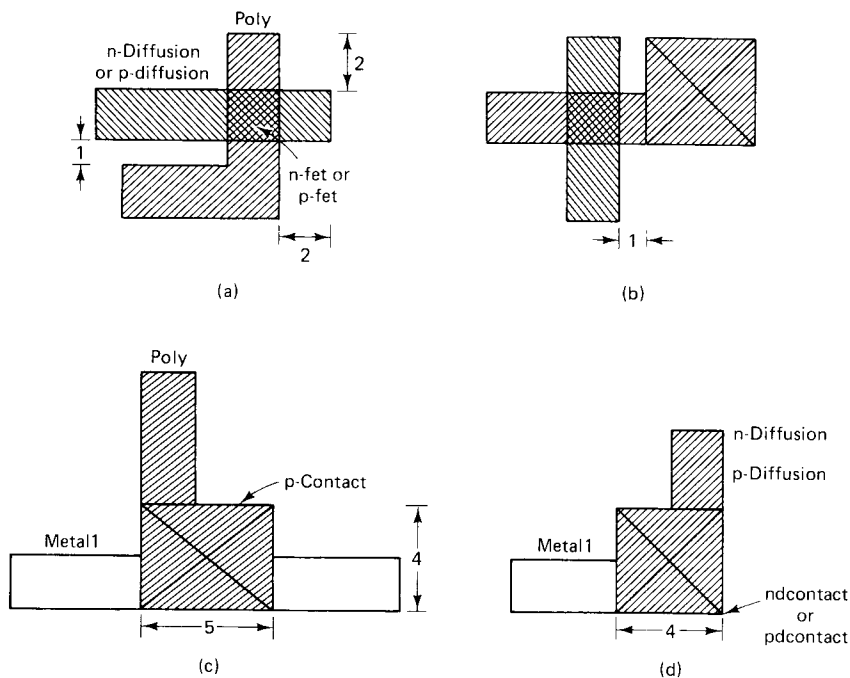 Poly
n-Diffusion
or p-diffusion
2
1
n-fet or
p-fet
2
(a)
1
(b)
Poly
p-Contact
Metal1
4
5
(c)
n-Diffusion
p-Diffusion
Metal1
ndcontact
or
pdcontact
4
(d)